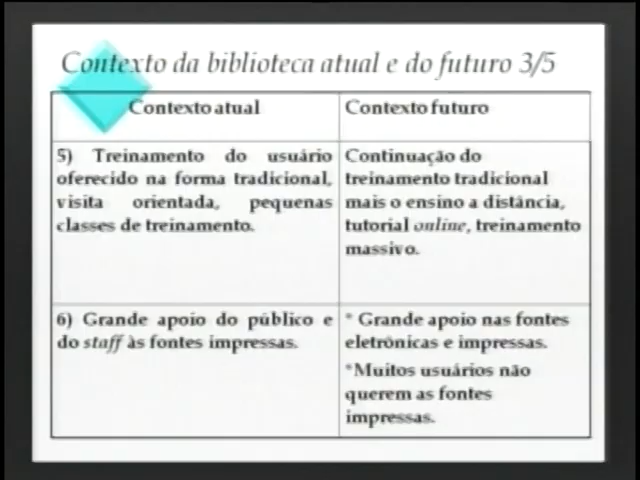 Contexto da biblioteca atual e do futuro 3/5
Contexto atual
Contexto futuro
5) Treinamento do usuário
oferecido na forma tradicional,
visita orientada, pequenas
classes de treinamento.
Continuação do
treinamento tradicional
mais o ensino a distância,
tutorial online, treinamento
massivo.
6) Grande apoio do público e
do staff às fontes impressas.
* Grande apoio nas fontes
eletrônicas e impressas.
*Muitos usuários não
querem as fontes
impressas.